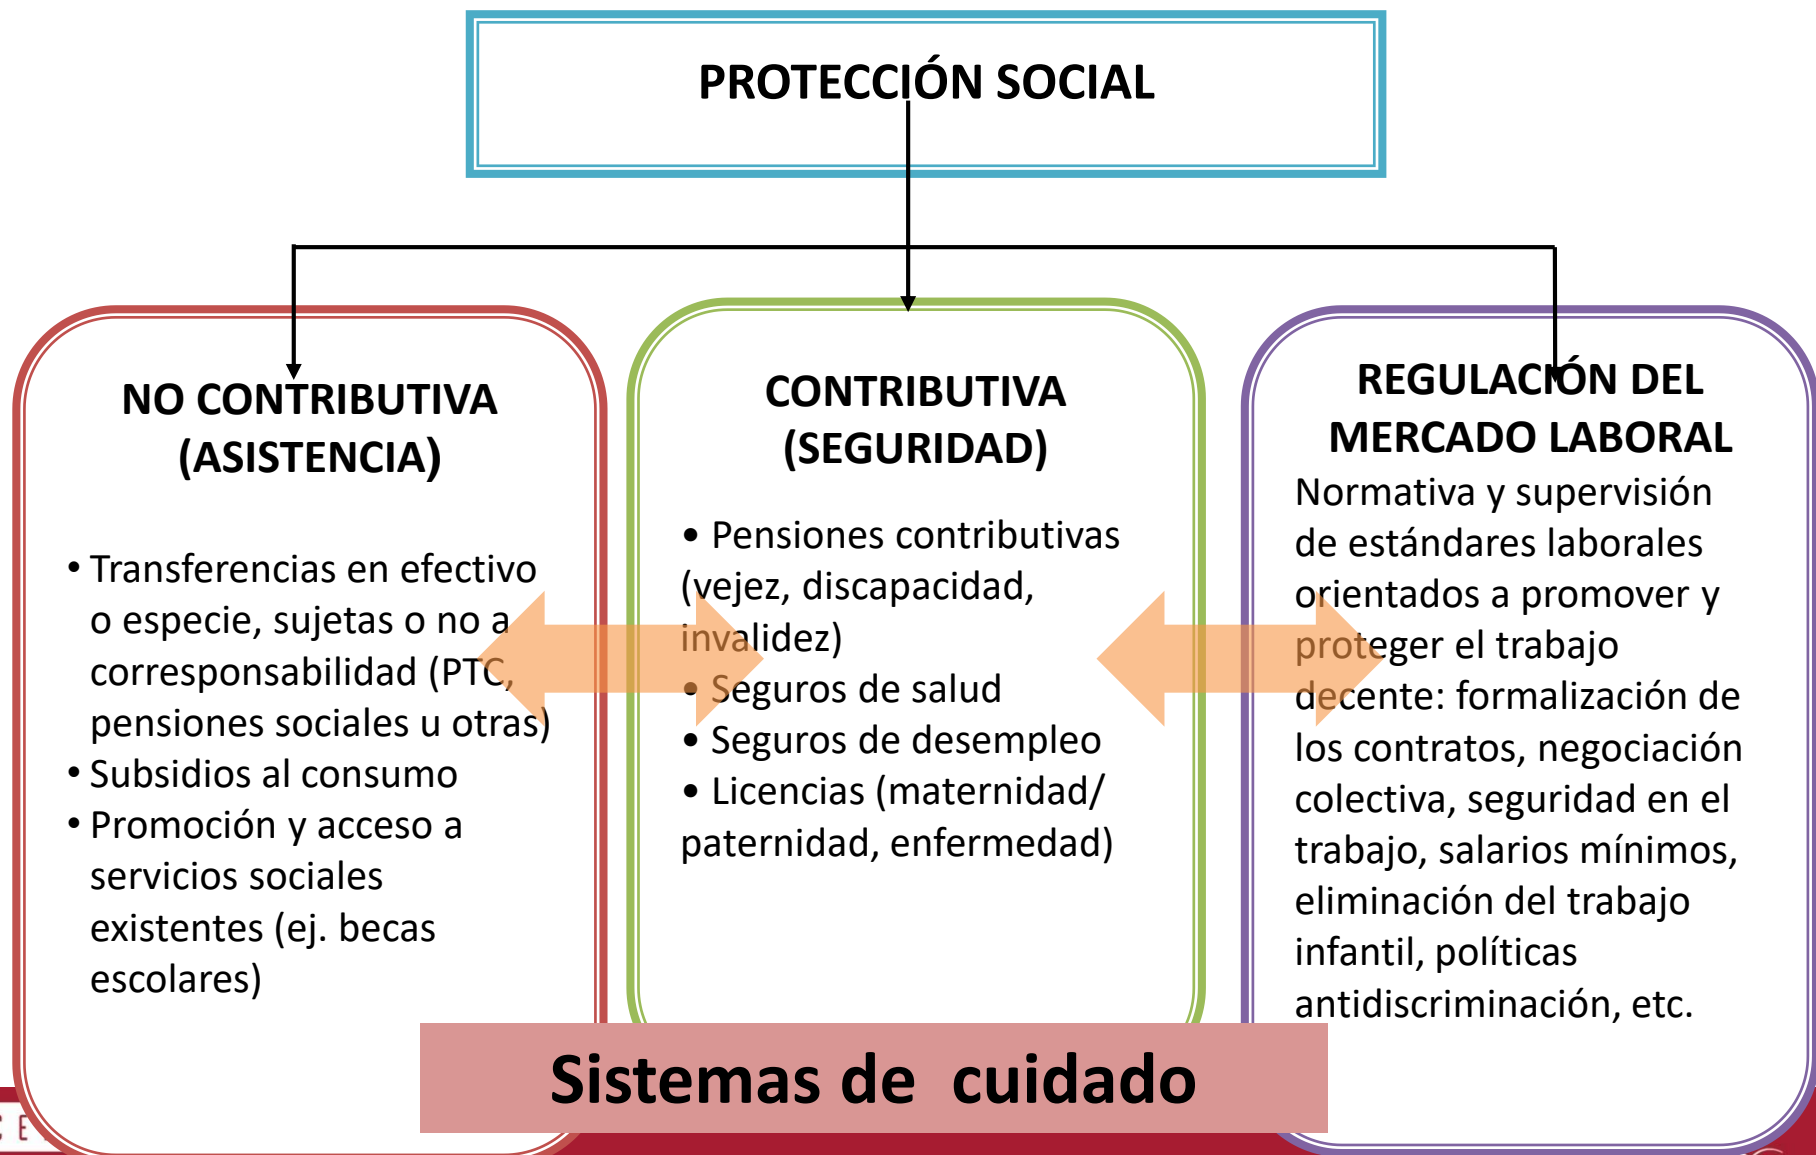 PROTECCIÓN SOCIAL
NO CONTRIBUTIVA
(ASISTENCIA)
• Transferencias en efectivo
o especie, sujetas o no a
corresponsabilidad (PTC,
pensiones sociales u otras)
• Subsidios al consumo
• Promoción y acceso a
servicios sociales
existentes (ej. becas
escolares)
CONTRIBUTIVA
(SEGURIDAD)
• Pensiones contributivas
(vejez, discapacidad,
invalidez)
• Seguros de salud
• Seguros de desempleo
• Licencias (maternidad/
paternidad, enfermedad)
REGULACIÓN DEL
MERCADO LABORAL
Normativa y supervisión
de estándares laborales
orientados a promover y
proteger el trabajo
decente: formalización de
los contratos, negociación
colectiva, seguridad en el
trabajo, salarios mínimos,
eliminación del trabajo
infantil, políticas
antidiscriminación, etc.
Sistemas de cuidado